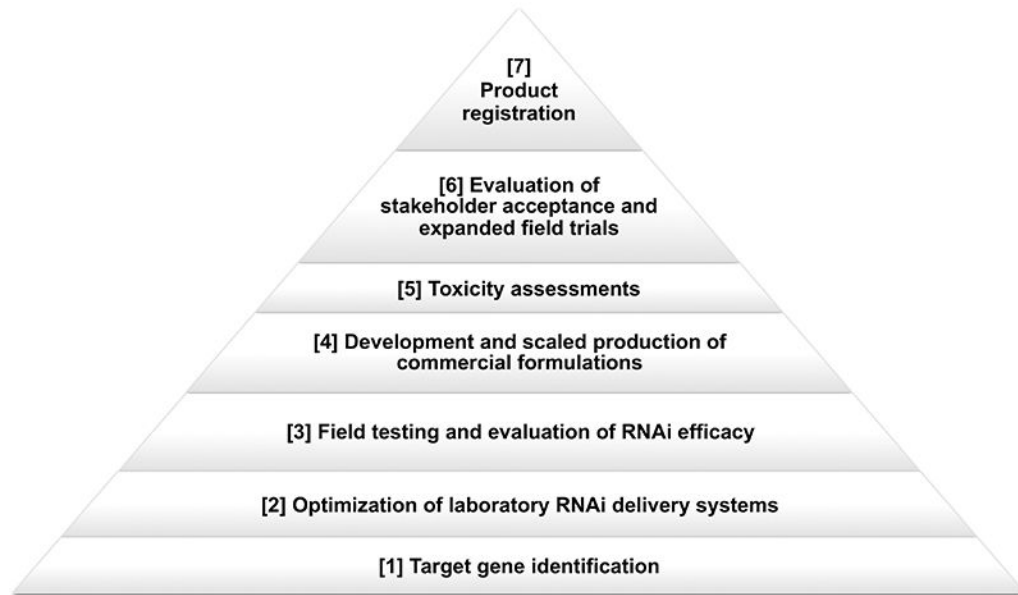 [7]
Product
registration
[6] Evaluation of
stakeholder acceptance and
expanded field trials
[5] Toxicity assessments
[4] Development and scaled production of
commercial formulations
[3] Field testing and evaluation of RNAi efficacy
[2] Optimization of laboratory RNAi delivery systems
[1] Target gene identification